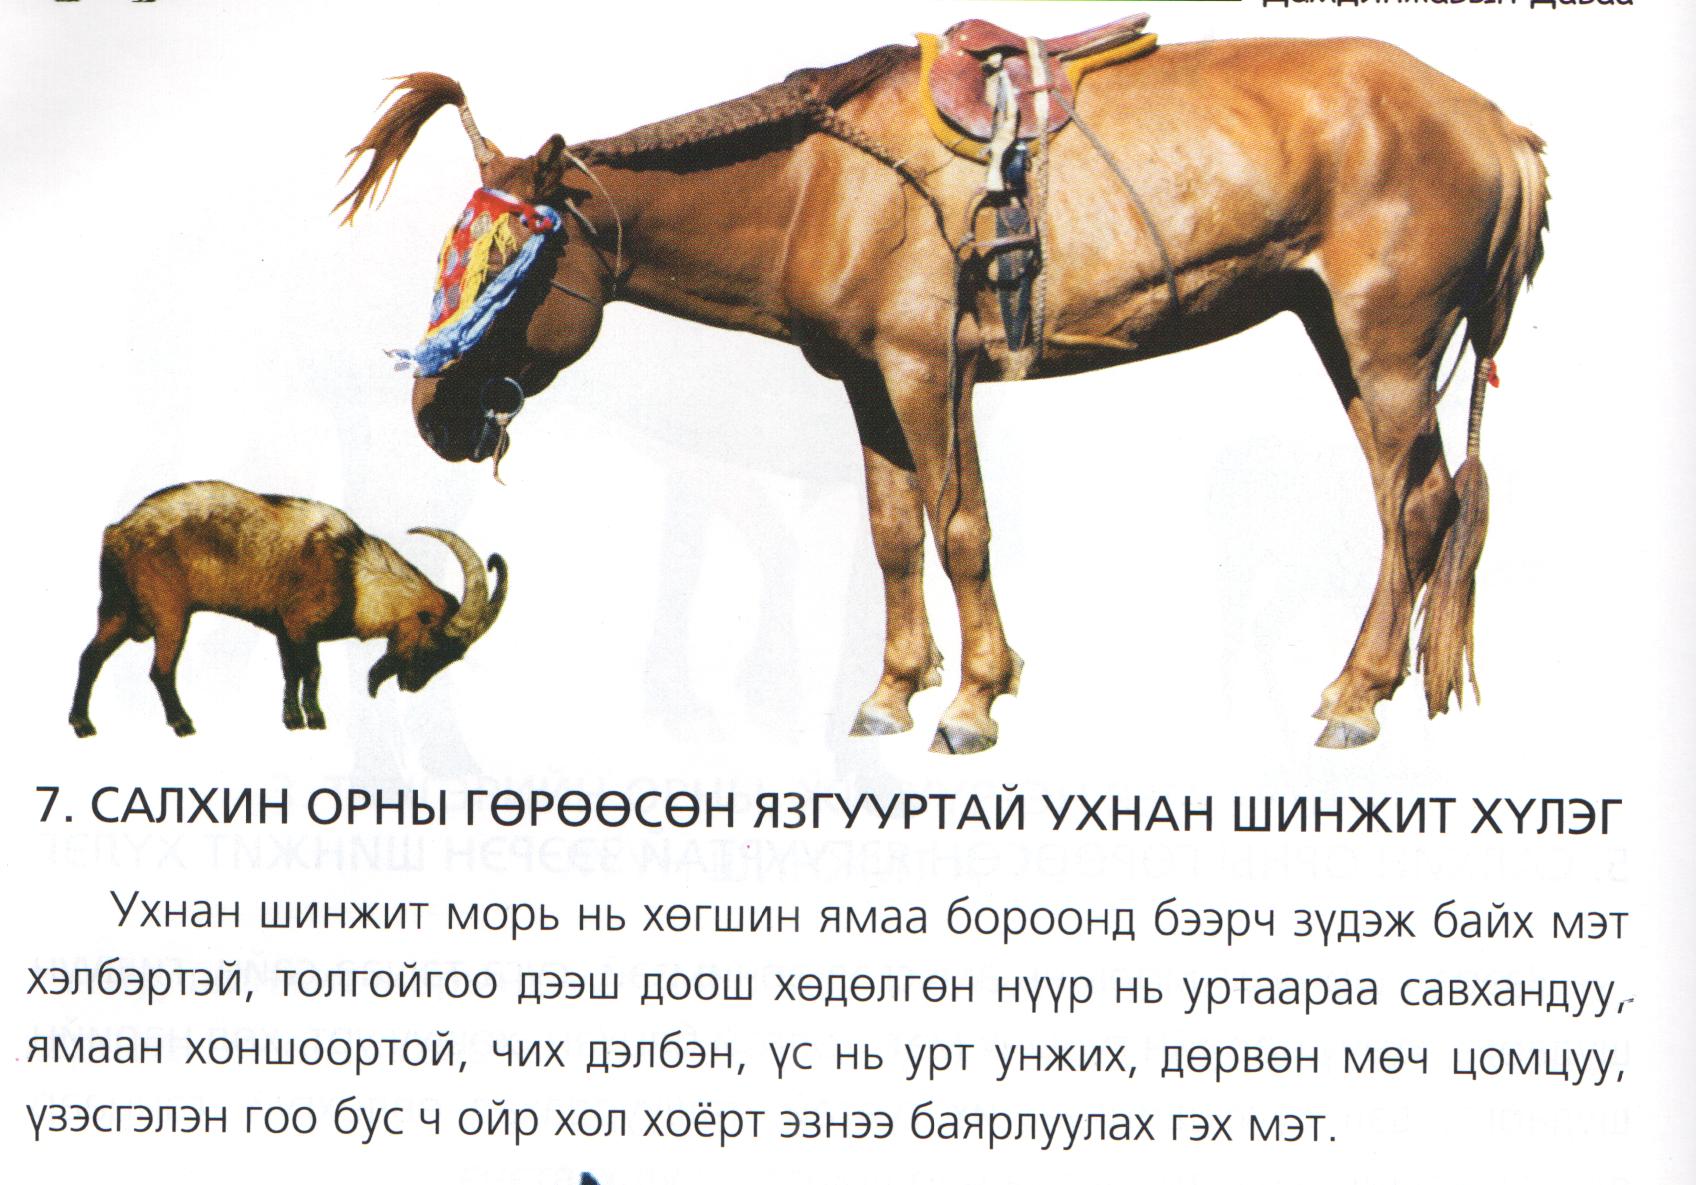 7. САЛХИН ОРНЫ ГӨРӨӨСӨН ЯЗГУУРТАЙ УХНАН ШИНЖИТ ХҮЛЭГ
Ухнан шинжит морь нь хөгшин ямаа бороонд бээрч зүдэж байх мэт
хэлбэртэй, толгойгоо дээш доош хөдөлгөн нүүр нь уртаараа савхандуу,
ямаан хоншоортой, чих дэлбэн, үс нь урт унжих, дөрвөн мөч цомцуу,
үзэсгэлэн гоо бус ч ойр хол хоёрт эзнээ баярлуулах гэх мэт.